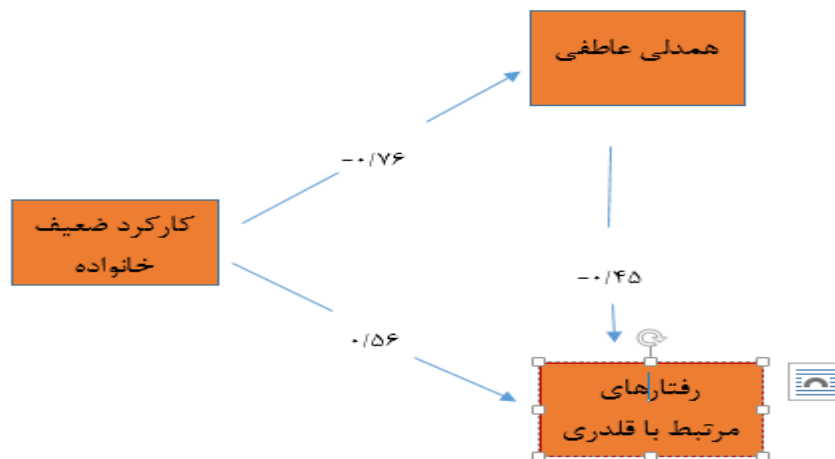 همدلی عاطفی
-۰/۷۶
کارکرد ضعیف
خانواده
-۰/۴۵
۰/۵۶
رفتارهای
مرتبط با قلدری